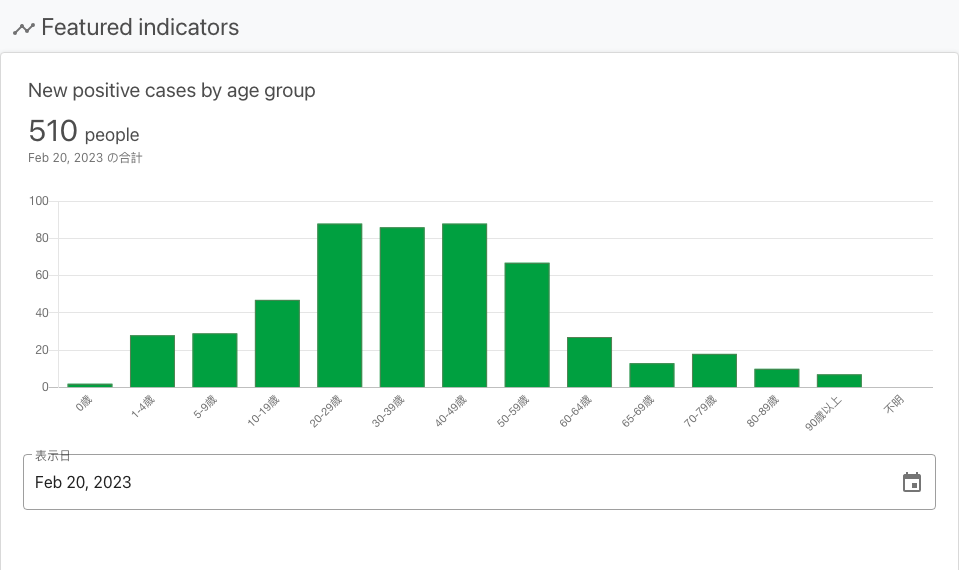 Featured indicators
New positive cases by age group
510 people
Feb 20, 2023 の合計
100
80
60
40
20
0
0歳
1-4歳
5-9歳
10-19歳
20-29歳
30-39歳
40-49歳
50-59歳
60-64歳
65-69歳
70-79歳
80-89歳
90歳以上
不明
表示日
Feb 20, 2023